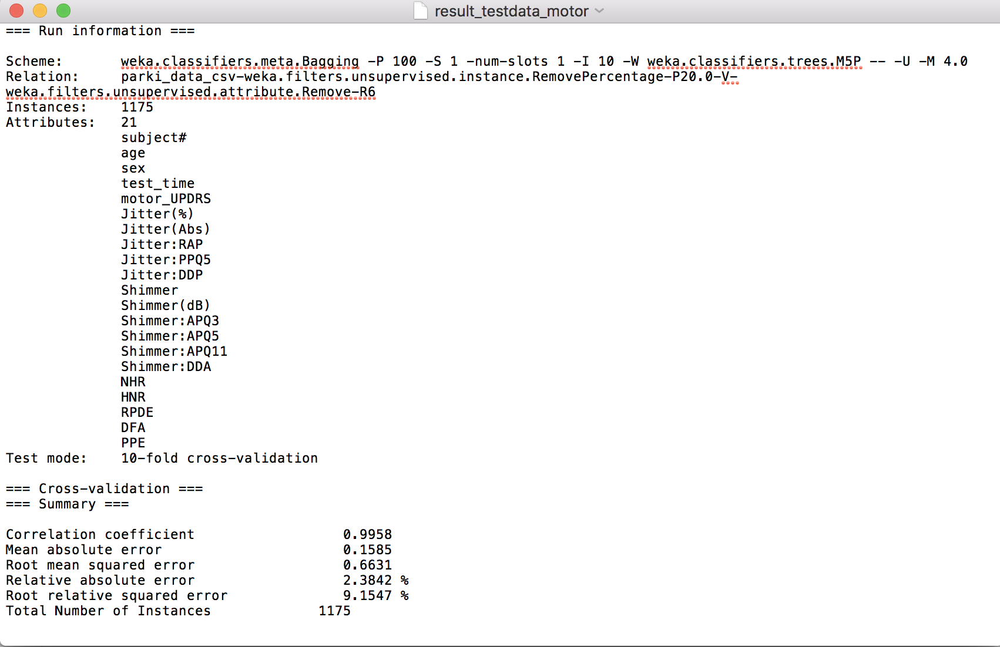 result_testdata_motor
=== Run information ===
Scheme: weka.classifiers.meta.Bagging -P 100 -S 1 -num-slots 1 -I 10 -W weka.classifiers.trees.M5P -- -U -M 4.0
Relation: parki_data_csv-weka.filters.unsupervised.instance.RemovePercentage-P20.0-V-
weka.filters.unsupervised.attribute.Remove-R6
Instances: 1175
Attributes: 21
subject#
age
sex
test_time
motor_UPDRS
Jitter(%)
Jitter(Abs)
Jitter:RAP
Jitter:PPQ5
Jitter:DDP
Shimmer
Shimmer(dB)
Shimmer:APQ3
Shimmer:APQ5
Shimmer:APQ11
Shimmer:DDA
NHR
HNR
RPDE
DFA
PPE
Test mode: 10-fold cross-validation
=== Cross-validation ===
=== Summary ===
Correlation coefficient 0.9958
Mean absolute error 0.1585
Root mean squared error 0.6631
Relative absolute error 2.3842 %
Root relative squared error 9.1547 %
Total Number of Instances 1175